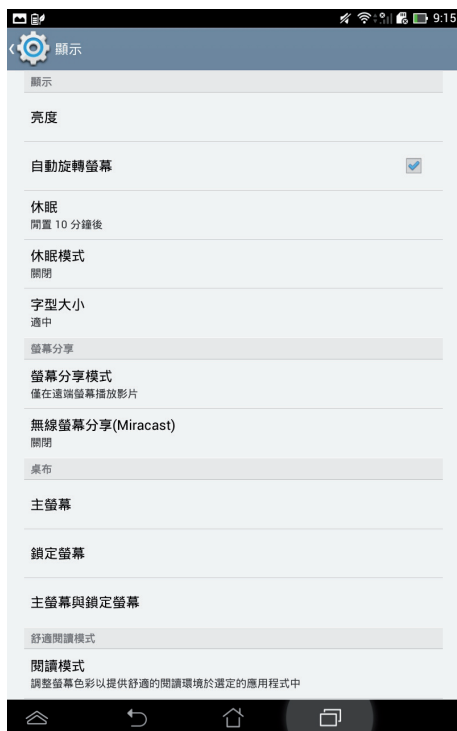 9:15
顯示
顯示
亮度
自動旋轉螢幕
休眠
閒置 10 分鐘後
休眠模式
關閉
字型大小
適中
螢幕分享
螢幕分享模式
僅在遠端螢幕播放影片
無線螢幕分享(Miracast)
關閉
桌布
主螢幕
鎖定螢幕
主螢幕與鎖定螢幕
舒適閱讀模式
閱讀模式
調整螢幕色彩以提供舒適的閱讀環境於選定的應用程式中